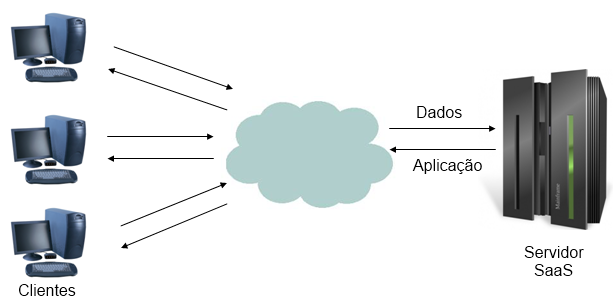 Dados
Aplicação
Servidor
SaaS
Clientes